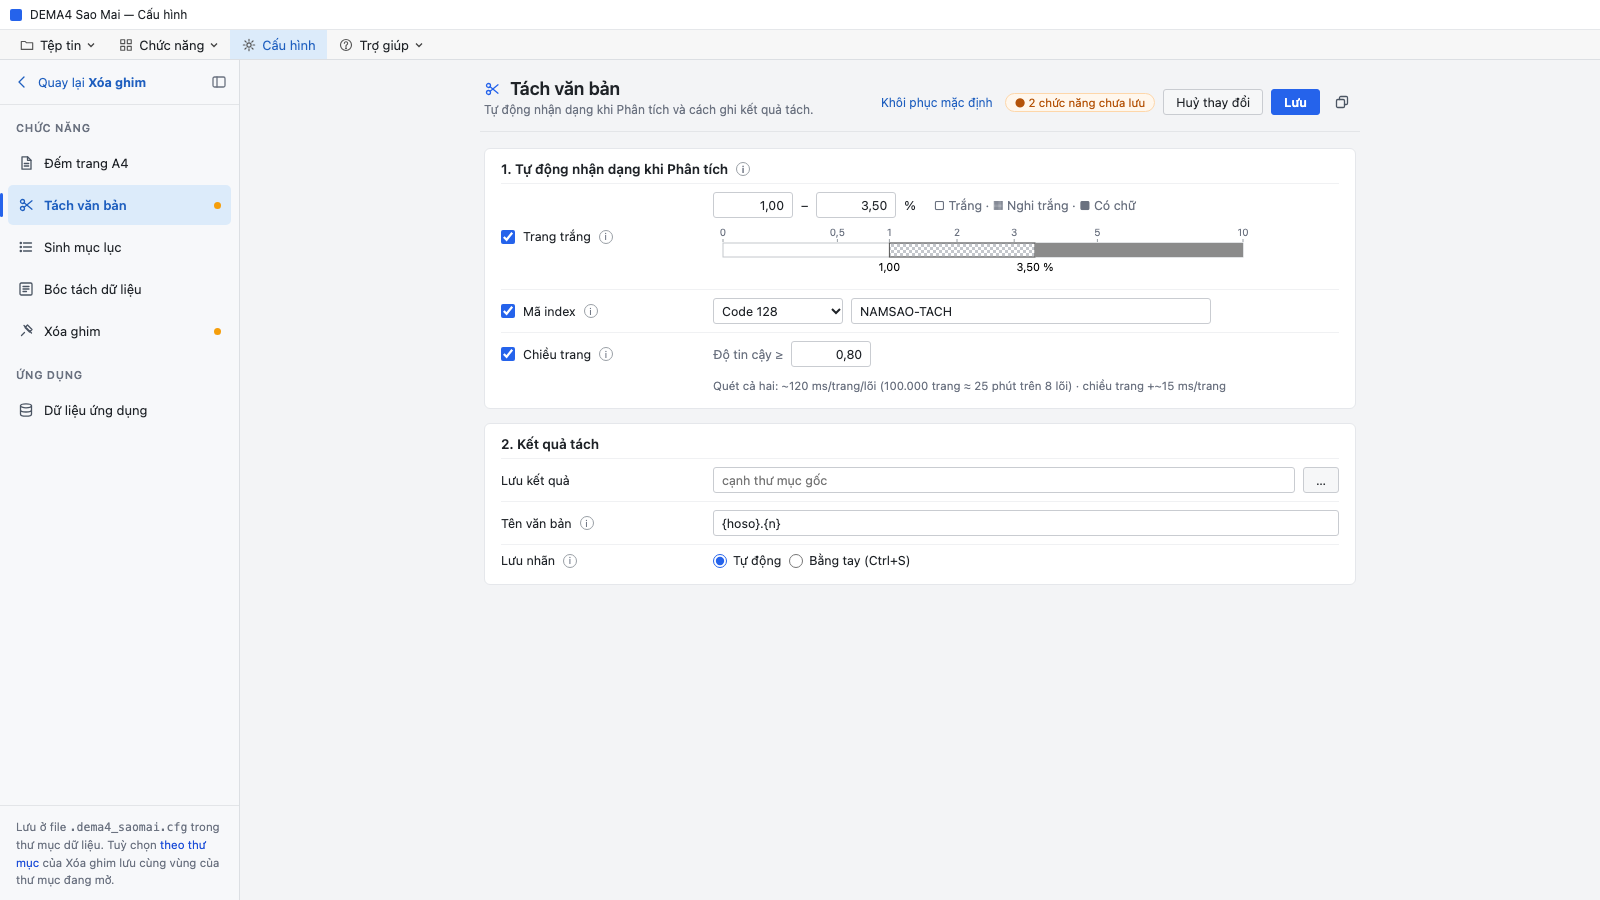 DEMA4 Sao Mai — Cấu hình
Tệp tin Chức năng Cấu hình Trợ giúp
Quay lại Xóa ghim
CHỨC NĂNG
Đếm trang A4
Tách văn bản
Sinh mục lục
Bóc tách dữ liệu
Xóa ghim
ỨNG DỤNG
Dữ liệu ứng dụng
Lưu ở file .dema4_saomai.cfg trong
thư mục dữ liệu. Tuỳ chọn theo thư
mục của Xóa ghim lưu cùng vùng của
thư mục đang mở.
Tách văn bản
Tự động nhận dạng khi Phân tích và cách ghi kết quả tách.
Khôi phục mặc định 2 chức năng chưa lưu Huỷ thay đổi Lưu
1. Tự động nhận dạng khi Phân tích
Trang trắng
1,00 – 3,50 % Trắng · Nghi trắng · Có chữ
0 0,5 1 2 3 5 10
1,00 3,50 %
Mã index Code 128 NAMSAO-TACH
Chiều trang Độ tin cậy ≥ 0,80
Quét cả hai: ~120 ms/trang/lõi (100.000 trang ≈ 25 phút trên 8 lõi) · chiều trang +~15 ms/trang
2. Kết quả tách
Lưu kết quả cạnh thư mục gốc ...
Tên văn bản {hoso}.{n}
Lưu nhãn Tự động Bằng tay (Ctrl+S)